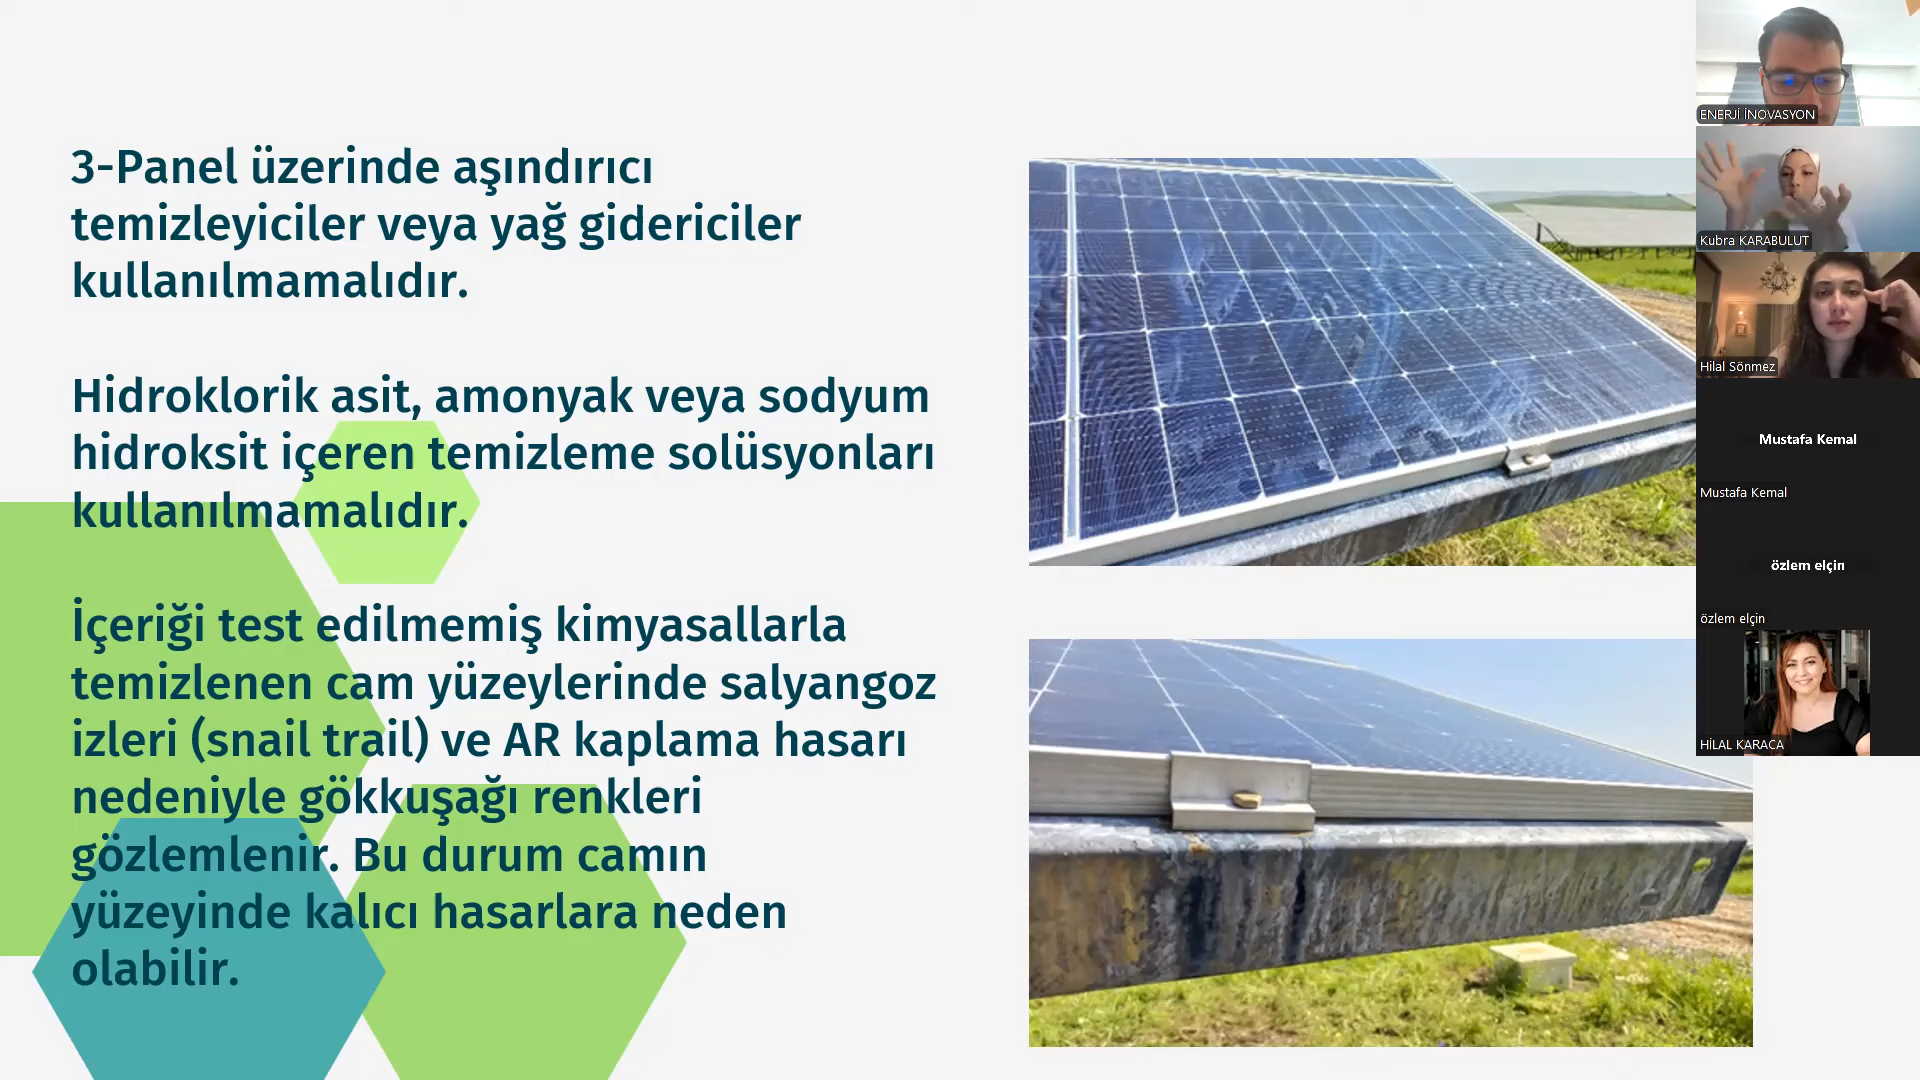 3-Panel üzerinde aşındırıcı
temizleyiciler veya yağ gidericiler
kullanılmamalıdır.
Hidroklorik asit, amonyak veya sodyum
hidroksit içeren temizleme solüsyonları
kullanılmamalıdır.
İçeriği test edilmemiş kimyasallarla
temizlenen cam yüzeylerinde salyangoz
izleri (snail trail) ve AR kaplama hasarı
nedeniyle gökkuşağı renkleri
gözlemlenir. Bu durum camın
yüzeyinde kalıcı hasarlara neden
olabilir.
ENERJİ İNOVASYON
Kubra KARABULUT
Hilal Sönmez
Mustafa Kemal
Mustafa Kemal
özlem elçin
özlem elçin
HİLAL KARACA